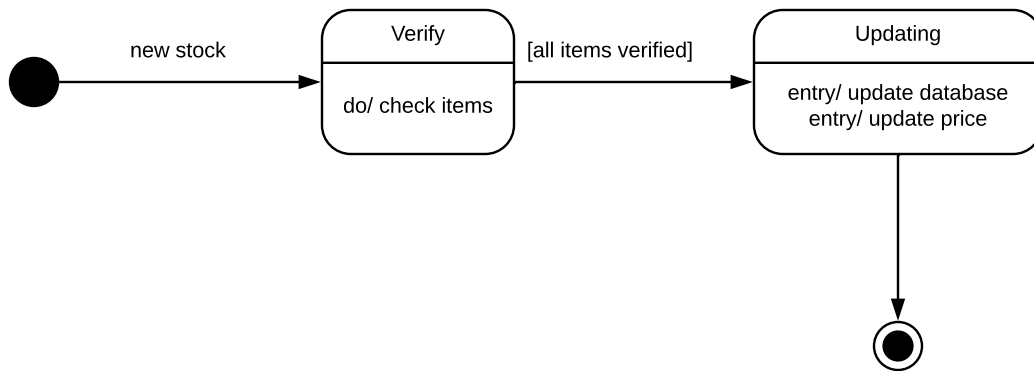 new stock
Verify
do/ check items
[all items verified]
Updating
entry/ update database
entry/ update price